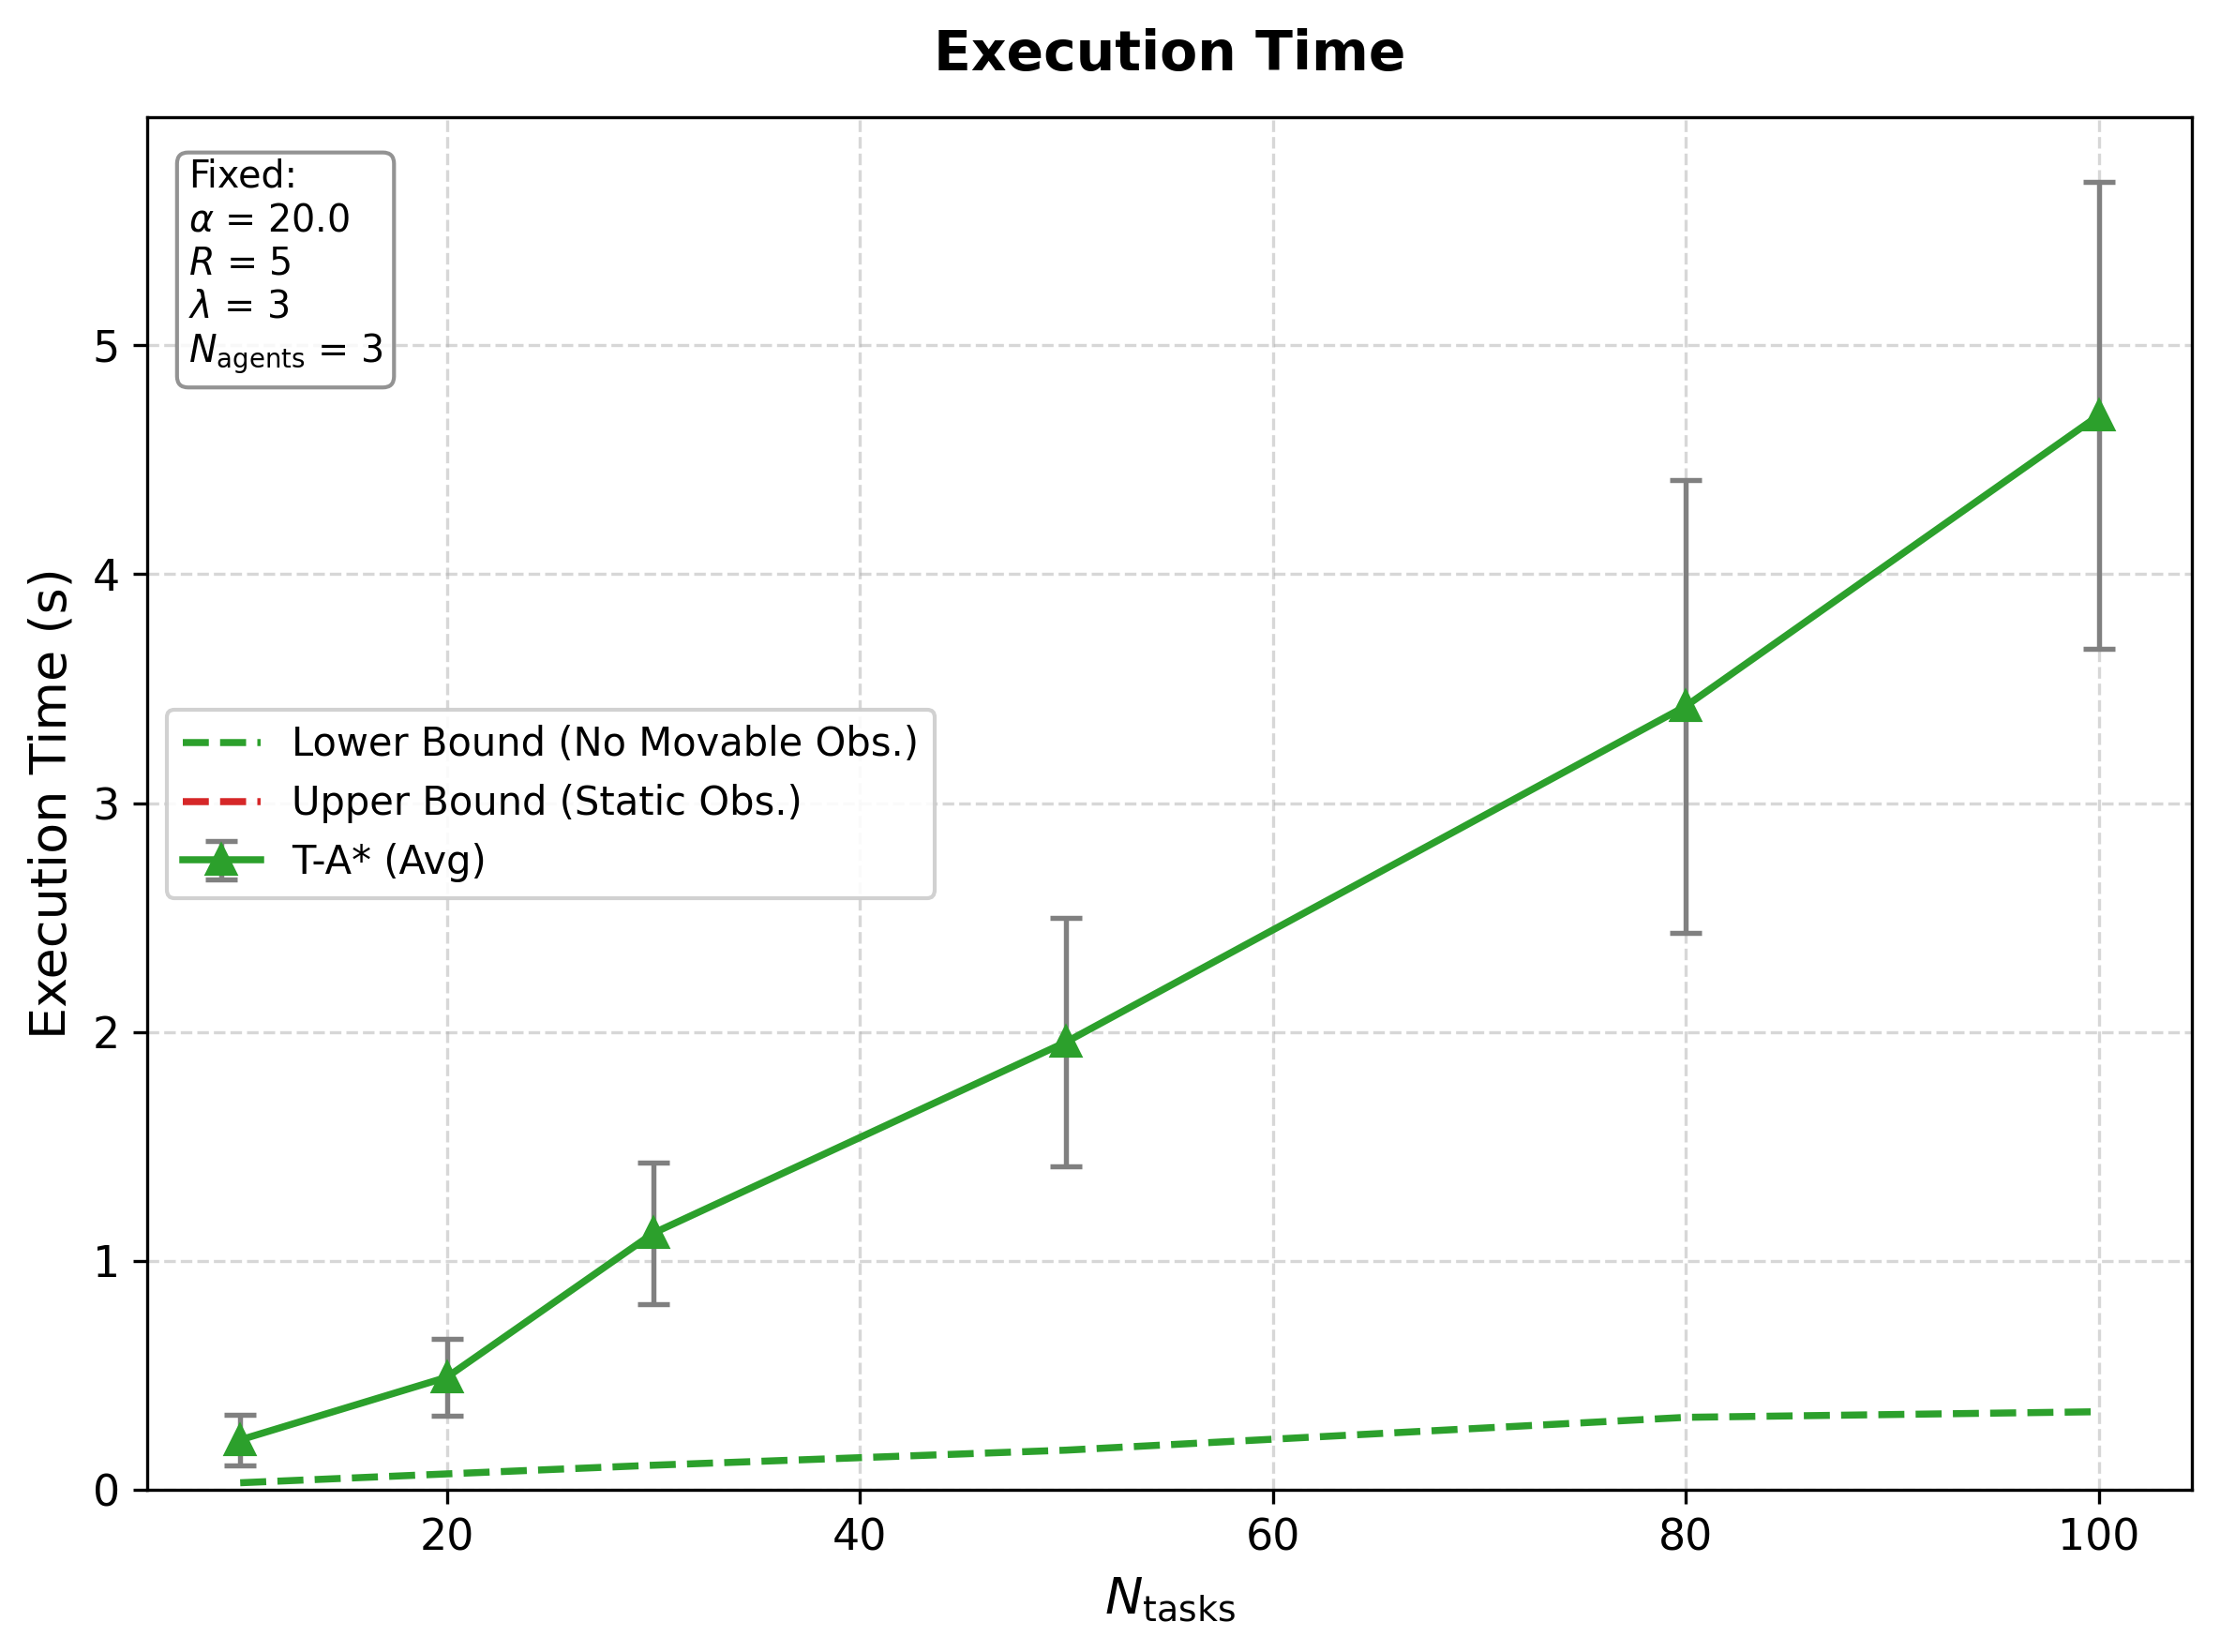 Execution Time
Fixed:
α = 20.0
R = 5
λ = 3
N_agents = 3
Execution Time (s)
5
4
3
2
1
0
Lower Bound (No Movable Obs.)
Upper Bound (Static Obs.)
T-A* (Avg)
20 40 60 80 100
N_tasks